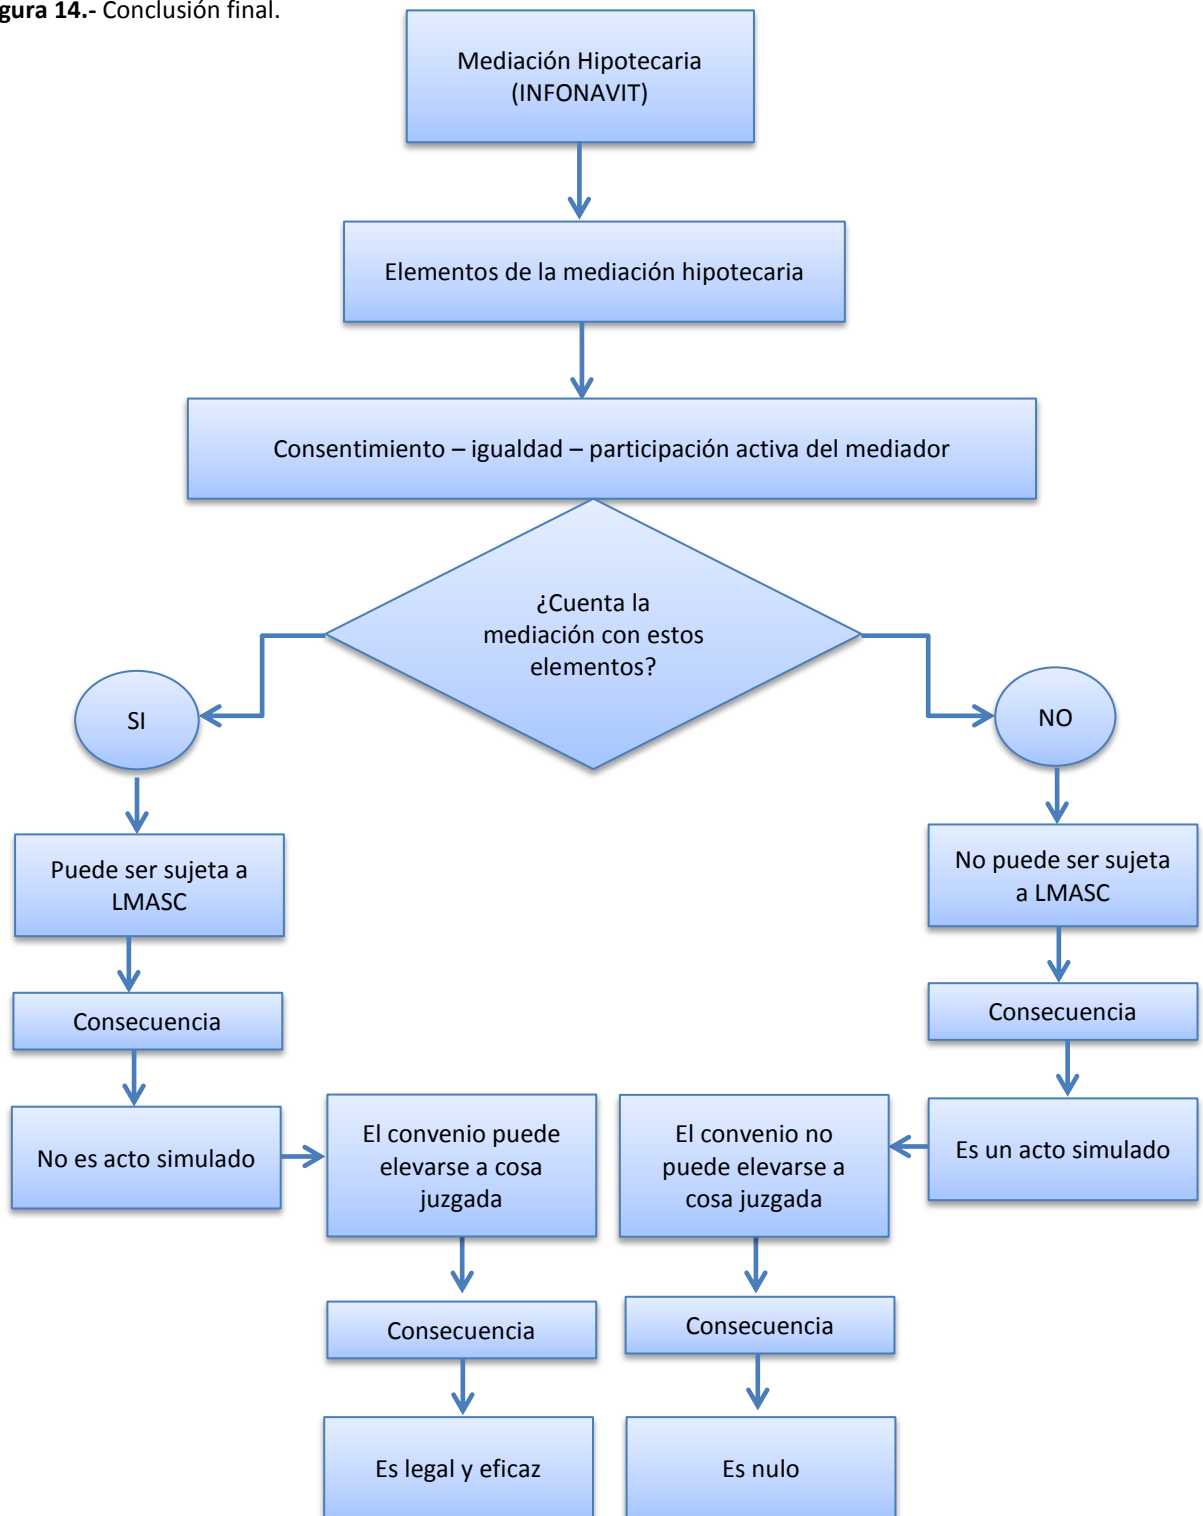 gura 14.- Conclusión final.
Mediación Hipotecaria
(INFONAVIT)
Elementos de la mediación hipotecaria
Consentimiento – igualdad – participación activa del mediador
¿Cuenta la
mediación con estos
elementos?
SI
NO
Puede ser sujeta a
LMASC
No puede ser sujeta
a LMASC
Consecuencia
Consecuencia
No es acto simulado
El convenio puede
elevarse a cosa
juzgada
El convenio no
puede elevarse a
cosa juzgada
Es un acto simulado
Consecuencia
Consecuencia
Es legal y eficaz
Es nulo